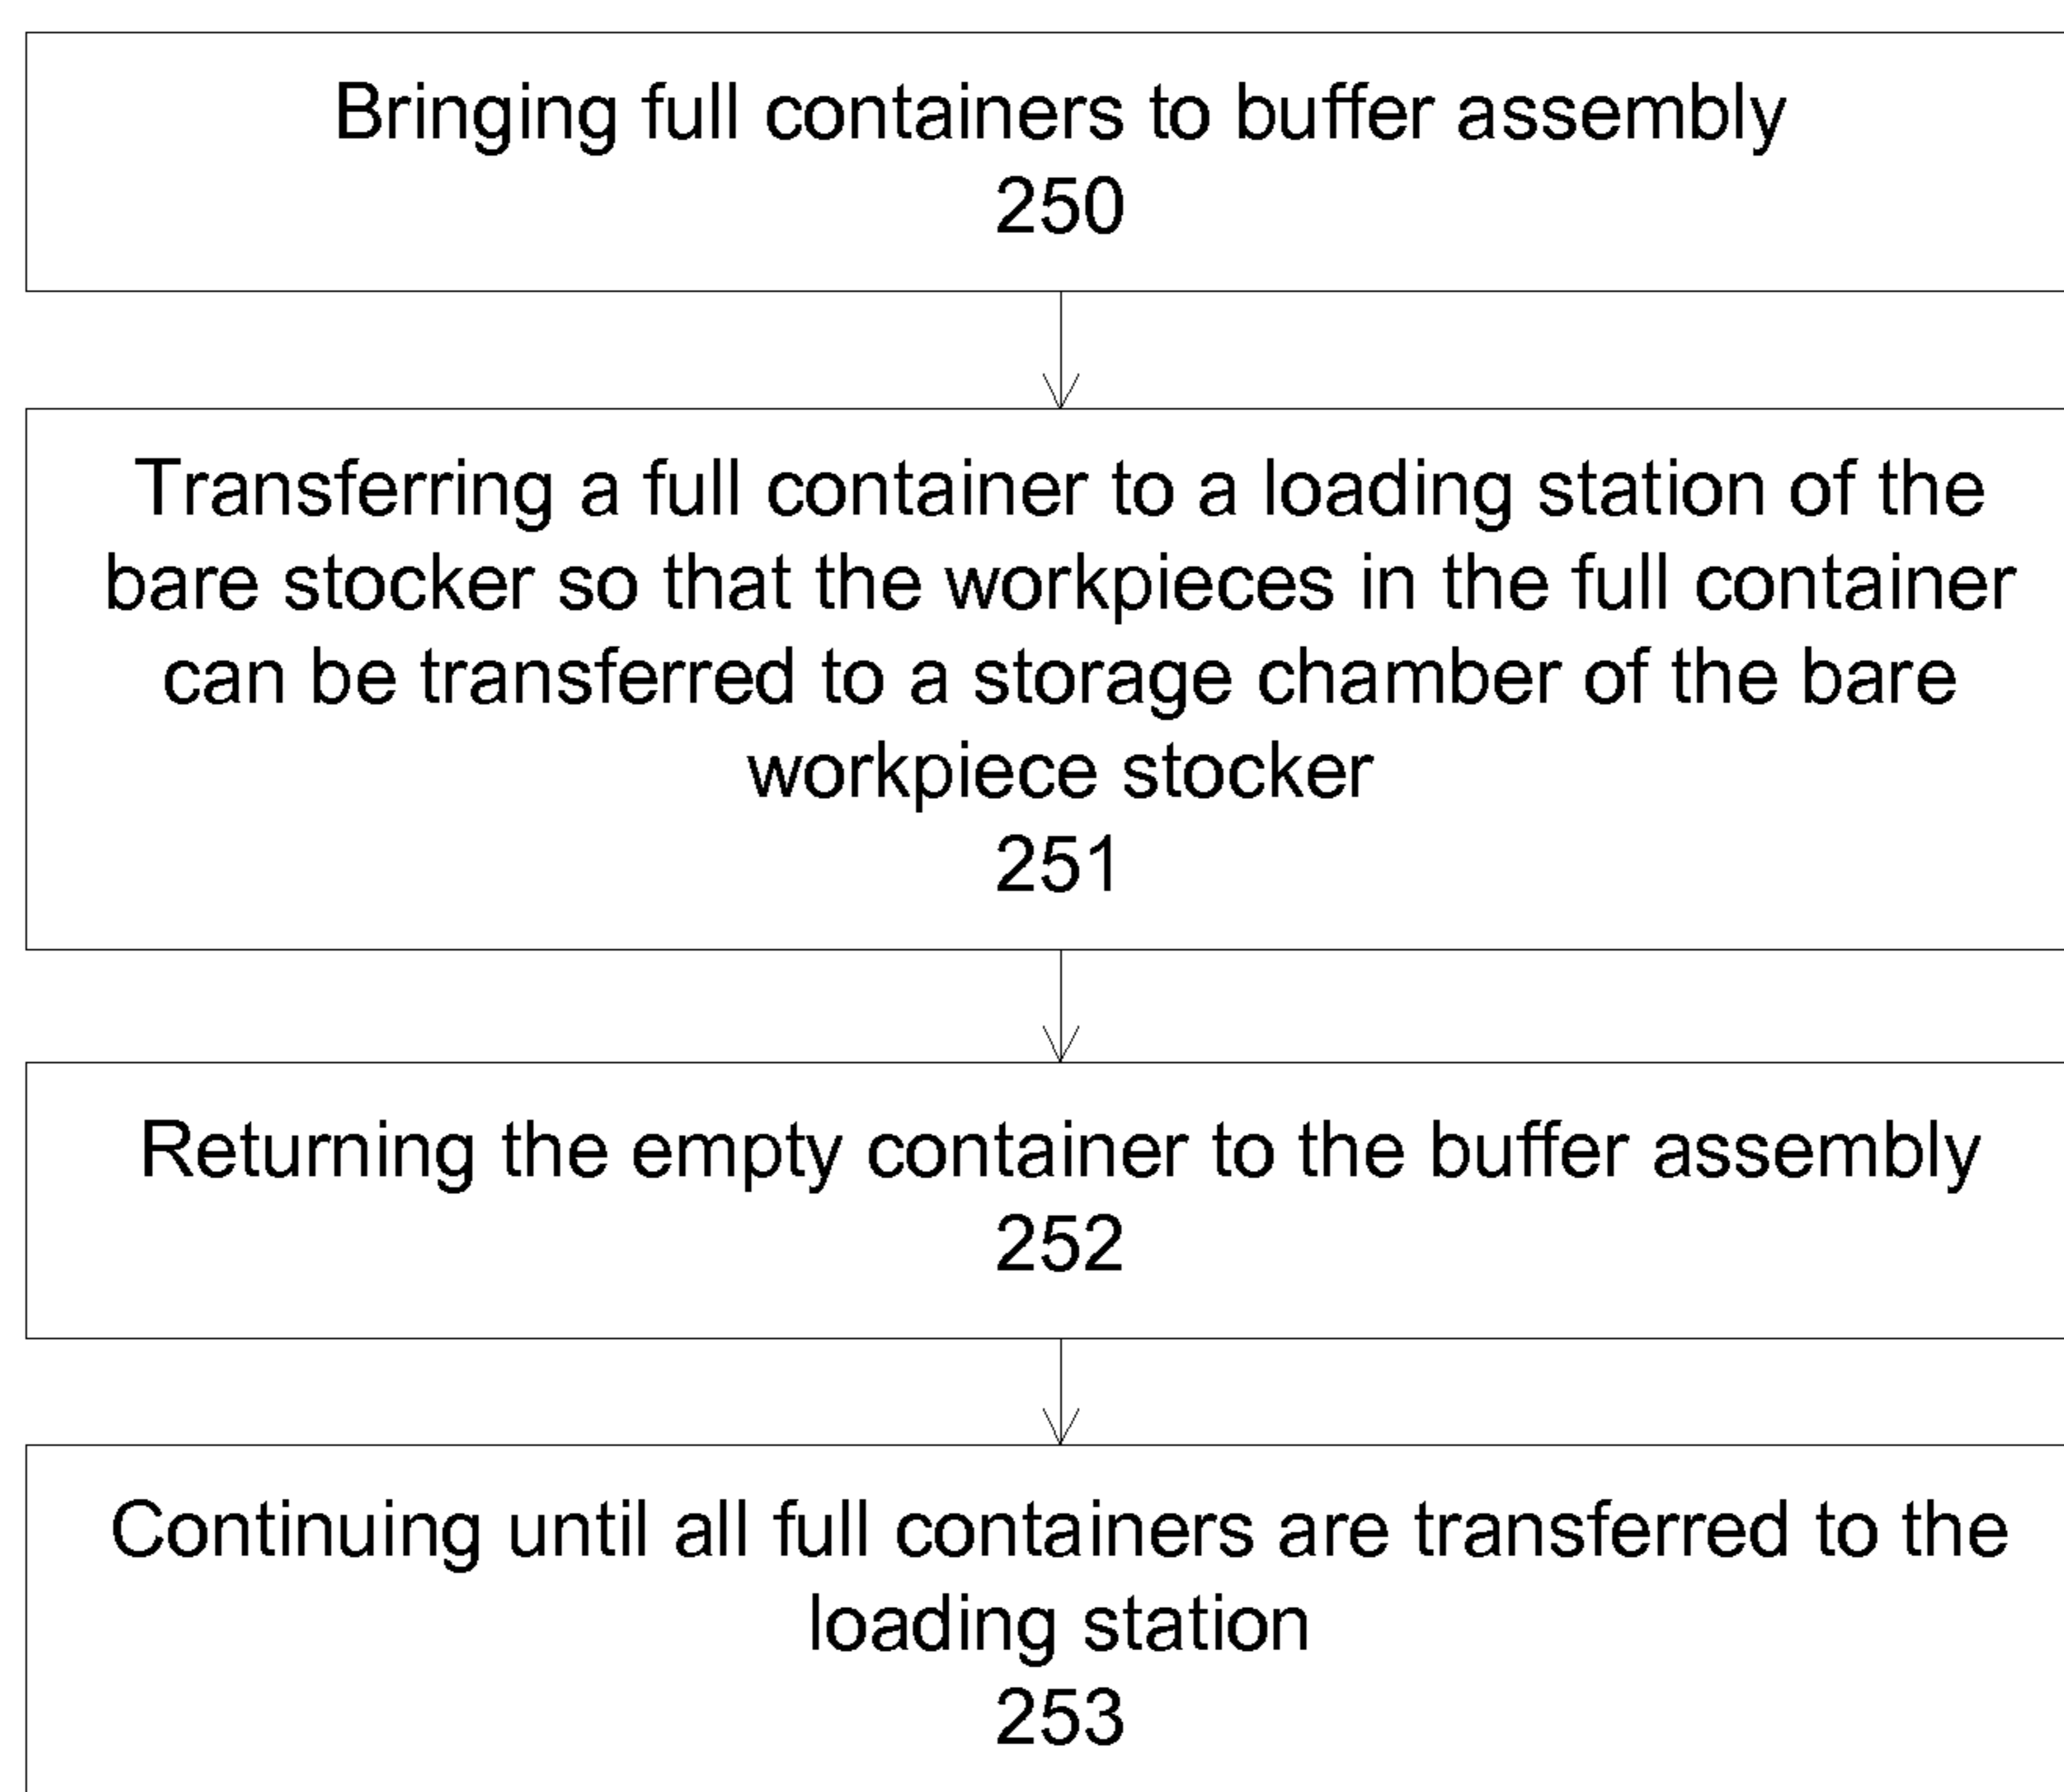 Bringing full containers to buffer assembly
250
Transferring a full container to a loading station of the
bare stocker so that the workpieces in the full container
can be transferred to a storage chamber of the bare
workpiece stocker
251
Returning the empty container to the buffer assembly
252
Continuing until all full containers are transferred to the
loading station
253